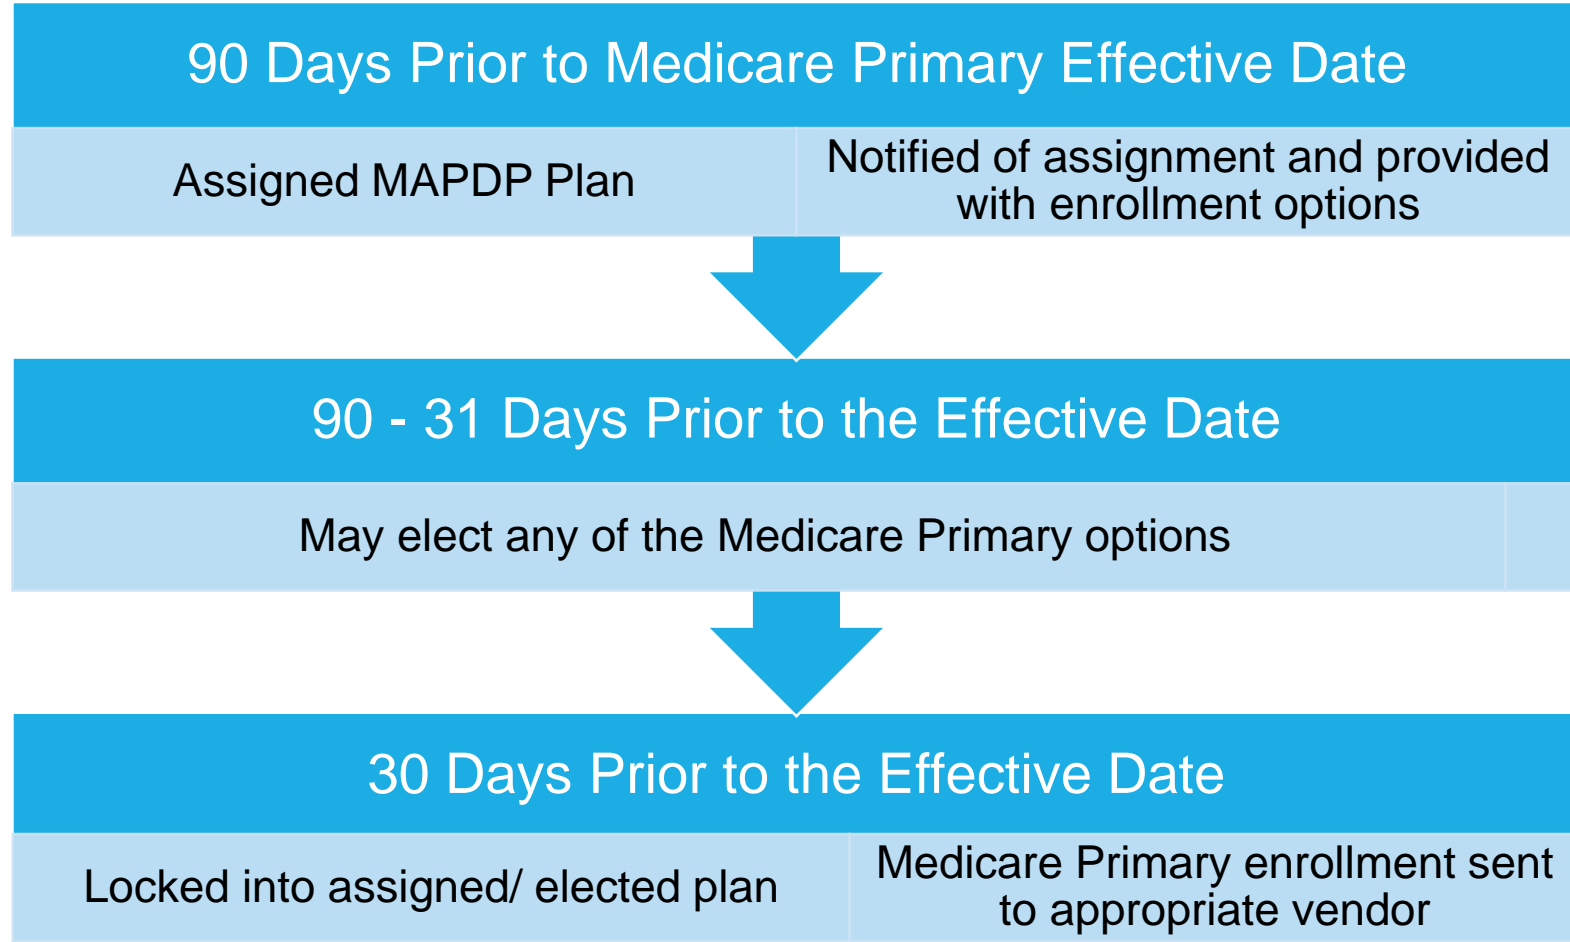 90 Days Prior to Medicare Primary Effective Date
Assigned MAPDP Plan
Notified of assignment and provided
with enrollment options
90 - 31 Days Prior to the Effective Date
May elect any of the Medicare Primary options
30 Days Prior to the Effective Date
Locked into assigned/ elected plan
Medicare Primary enrollment sent
to appropriate vendor